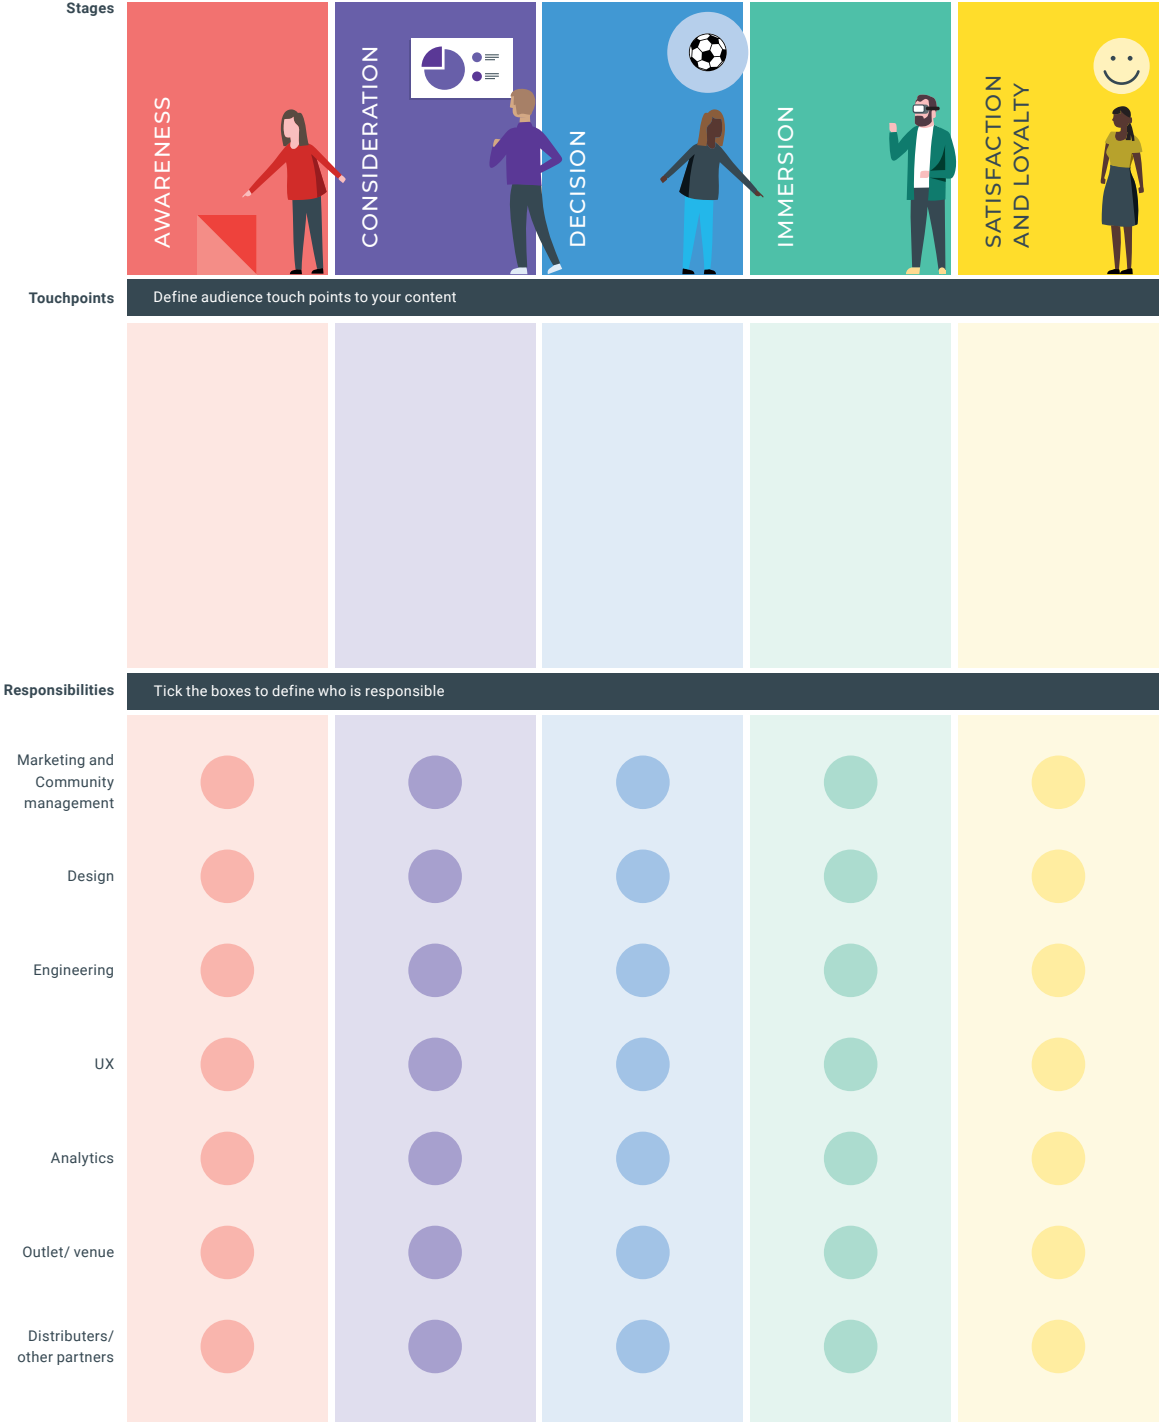 Stages
AWARENESS
CONSIDERATION
DECISION
IMMERSION
SATISFACTION
AND LOYALTY
Touchpoints
Define audience touch points to your content
Responsibilities
Tick the boxes to define who is responsible
Marketing and
Community
management
Design
Engineering
UX
Analytics
Outlet/ venue
Distributers/
other partners